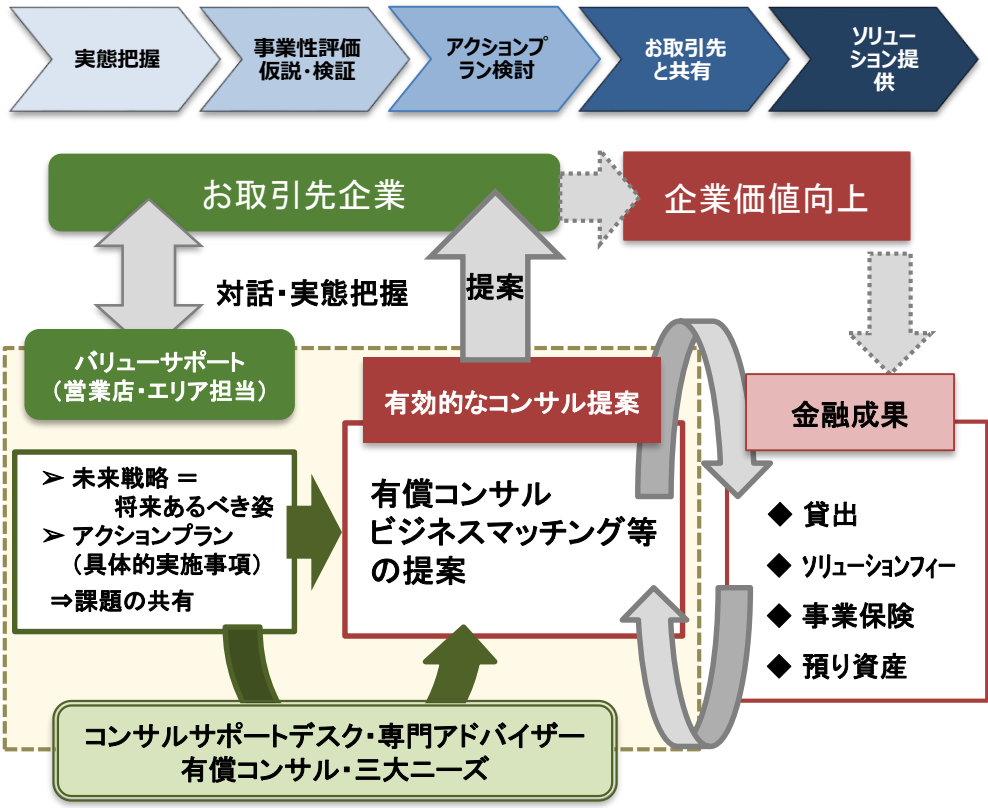 実態把握
事業性評価
仮説・検証
アクションプ
ラン検討
お取引先
と共有
ソリュー
ション提
供
お取引先企業
企業価値向上
対話・実態把握
提案
バリューサポート
（営業店・エリア担当）
有効的なコンサル提案
金融成果
➢ 未来戦略 ＝
将来あるべき姿
➢ アクションプラン
（具体的実施事項）
⇒課題の共有
有償コンサル
ビジネスマッチング等
の提案
◆ 貸出
◆ ソリューションフィー
◆ 事業保険
◆ 預り資産
コンサルサポートデスク・専門アドバイザー
有償コンサル・三大ニーズ